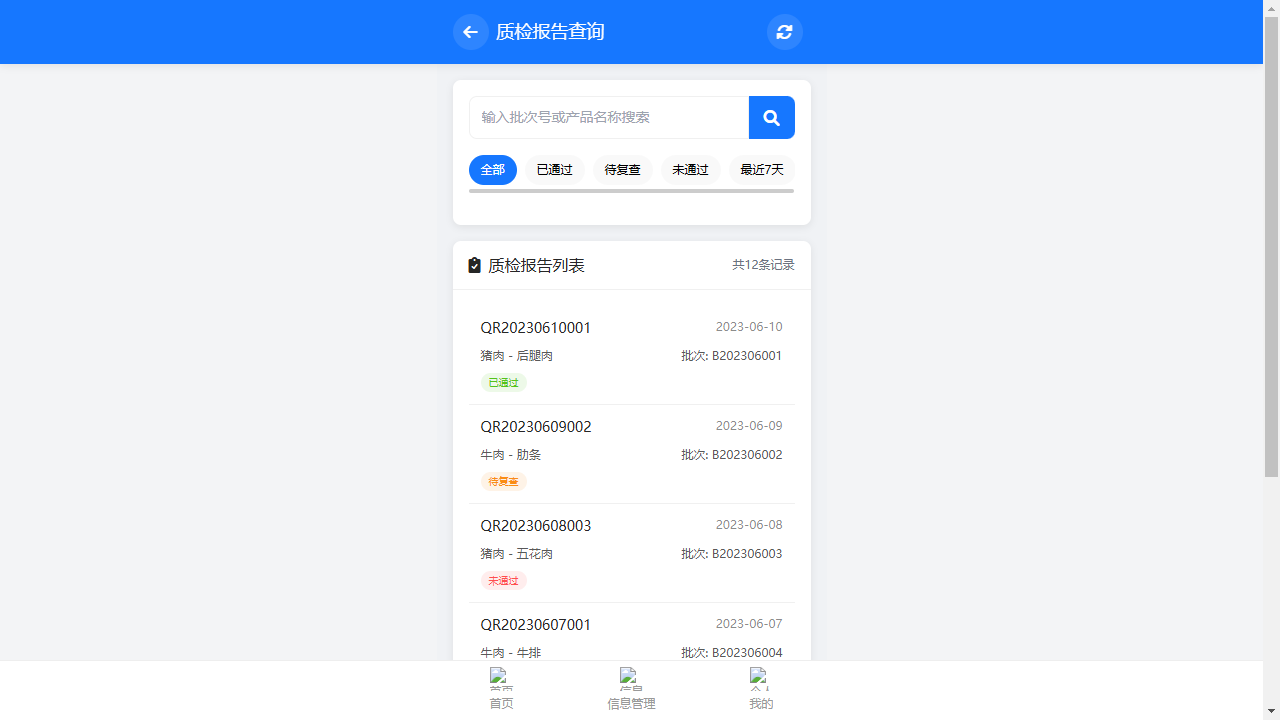 质检报告查询
输入批次号或产品名称搜索
全部 已通过 待复查 未通过 最近7天
质检报告列表 共12条记录
QR20230610001 2023-06-10
猪肉 - 后腿肉 批次: B202306001
已通过
QR20230609002 2023-06-09
牛肉 - 肋条 批次: B202306002
待复查
QR20230608003 2023-06-08
猪肉 - 五花肉 批次: B202306003
未通过
QR20230607001 2023-06-07
牛肉 - 牛排 批次: B202306004
首页 信息管理 我的